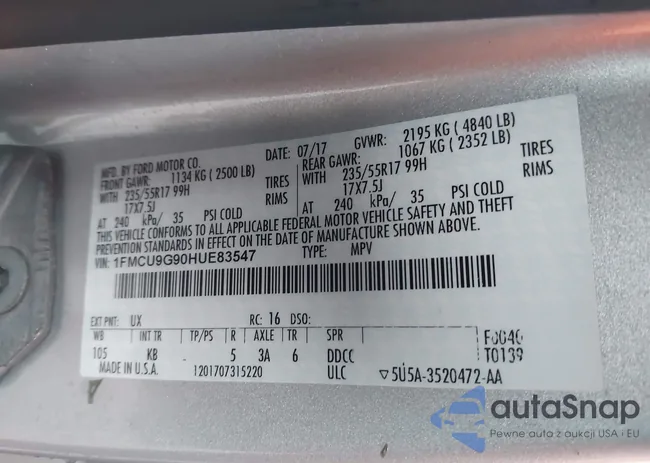 MFD. BY FORD MOTOR CO. DATE: 07/17 GVWR: 2195 KG ( 4840 LB)
FRONT GAWR: 1134 KG ( 2500 LB) REAR GAWR: 1067 KG ( 2352 LB)
WITH 235/55R17 99H TIRES WITH 235/55R17 99H TIRES
17X7.5J RIMS 17X7.5J RIMS
AT 240 kPa/ 35 PSI COLD AT 240 kPa/ 35 PSI COLD
THIS VEHICLE CONFORMS TO ALL APPLICABLE FEDERAL MOTOR VEHICLE SAFETY AND THEFT
PREVENTION STANDARDS IN EFFECT ON THE DATE OF MANUFACTURE SHOWN ABOVE.
VIN: 1FMCU9G90HUE83547 TYPE: MPV
EXT PNT: UX RC: 16 DSO:
WB INT TR TP/PS R AXLE TR SPR
105 KB - 5 3A 6 DDCC
MADE IN U.S.A. 1201707315220 ULC ▽5U5A-3520472-AA
T0139
autaSnap
Pewne auta z aukcji USA i EU